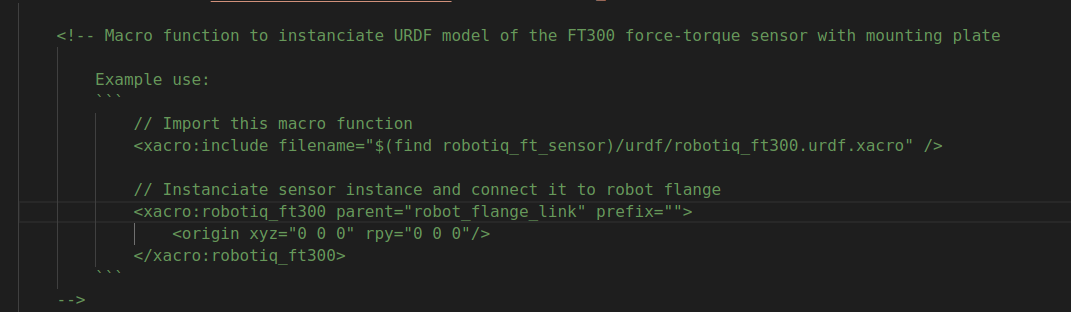 <!-- Macro function to instanciate URDF model of the FT300 force-torque sensor with mounting plate
Example use:
```
// Import this macro function
<xacro:include filename="$(find robotiq_ft_sensor)/urdf/robotiq_ft300.urdf.xacro" />
// Instanciate sensor instance and connect it to robot flange
<xacro:robotiq_ft300 parent="robot_flange_link" prefix="">
<origin xyz="0 0 0" rpy="0 0 0"/>
</xacro:robotiq_ft300>
```
-->